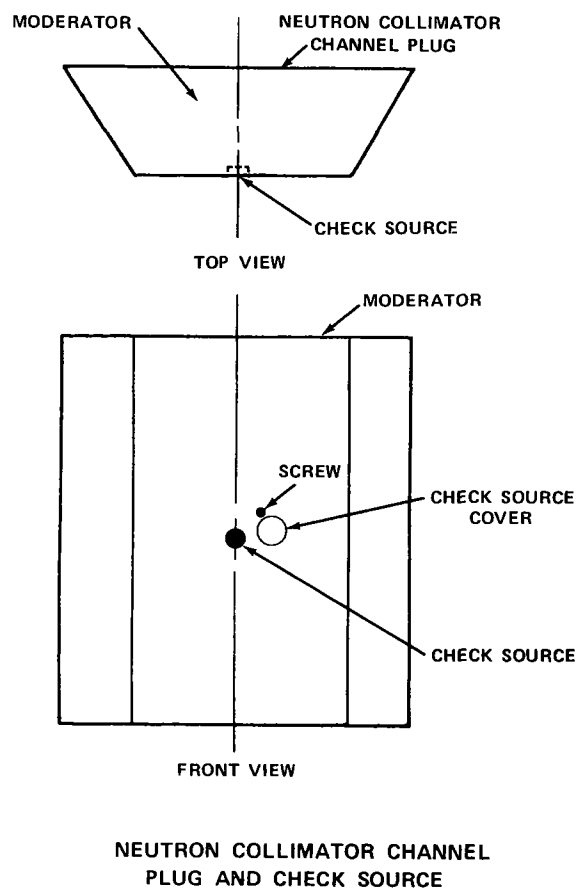 MODERATOR
NEUTRON COLLIMATOR
CHANNEL PLUG
CHECK SOURCE
TOP VIEW
MODERATOR
SCREW
CHECK SOURCE
COVER
CHECK SOURCE
FRONT VIEW
NEUTRON COLLIMATOR CHANNEL
PLUG AND CHECK SOURCE